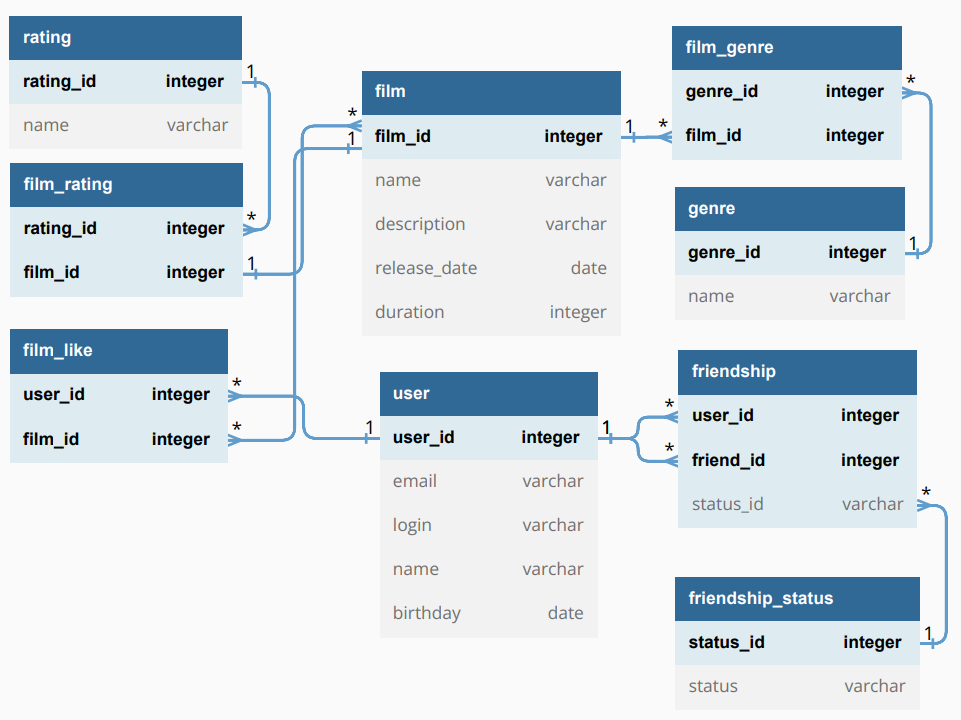 rating
rating_id integer
name varchar
film_rating
rating_id integer
film_id integer
film_like
user_id integer
film_id integer
film
film_id integer
name varchar
description varchar
release_date date
duration integer
user
user_id integer
email varchar
login varchar
name varchar
birthday date
film_genre
genre_id integer
film_id integer
genre
genre_id integer
name varchar
friendship
user_id integer
friend_id integer
status_id varchar
friendship_status
status_id integer
status varchar
1
*
1
*
1
*
*
1
1
*
*
1
1
*
*
*
1